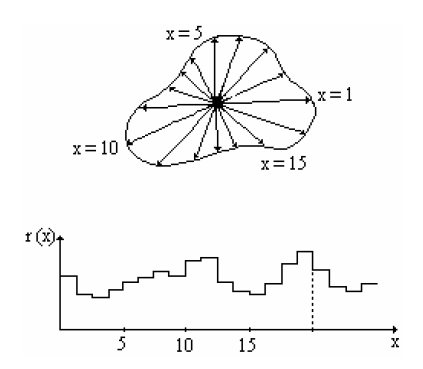 x = 5
x = 1
x = 10
x = 15
r (x)
5
10
15
x